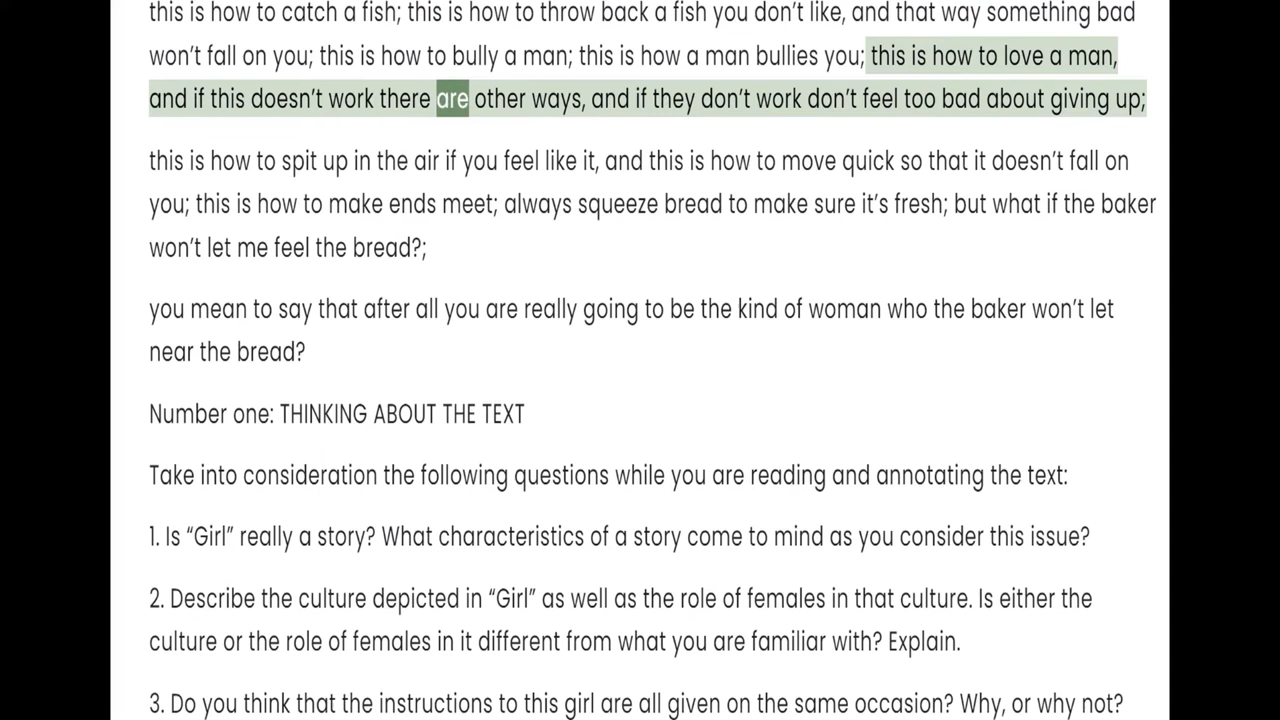 this is how to catch a fish; this is how to throw back a fish you don’t like, and that way something bad
won’t fall on you; this is how to bully a man; this is how a man bullies you; this is how to love a man,
and if this doesn’t work there are other ways, and if they don’t work don’t feel too bad about giving up;
this is how to spit up in the air if you feel like it, and this is how to move quick so that it doesn’t fall on
you; this is how to make ends meet; always squeeze bread to make sure it’s fresh; but what if the baker
won’t let me feel the bread?;
you mean to say that after all you are really going to be the kind of woman who the baker won’t let
near the bread?
Number one: THINKING ABOUT THE TEXT
Take into consideration the following questions while you are reading and annotating the text:
1. Is “Girl” really a story? What characteristics of a story come to mind as you consider this issue?
2. Describe the culture depicted in “Girl” as well as the role of females in that culture. Is either the
culture or the role of females in it different from what you are familiar with? Explain.
3. Do you think that the instructions to this girl are all given on the same occasion? Why, or why not?